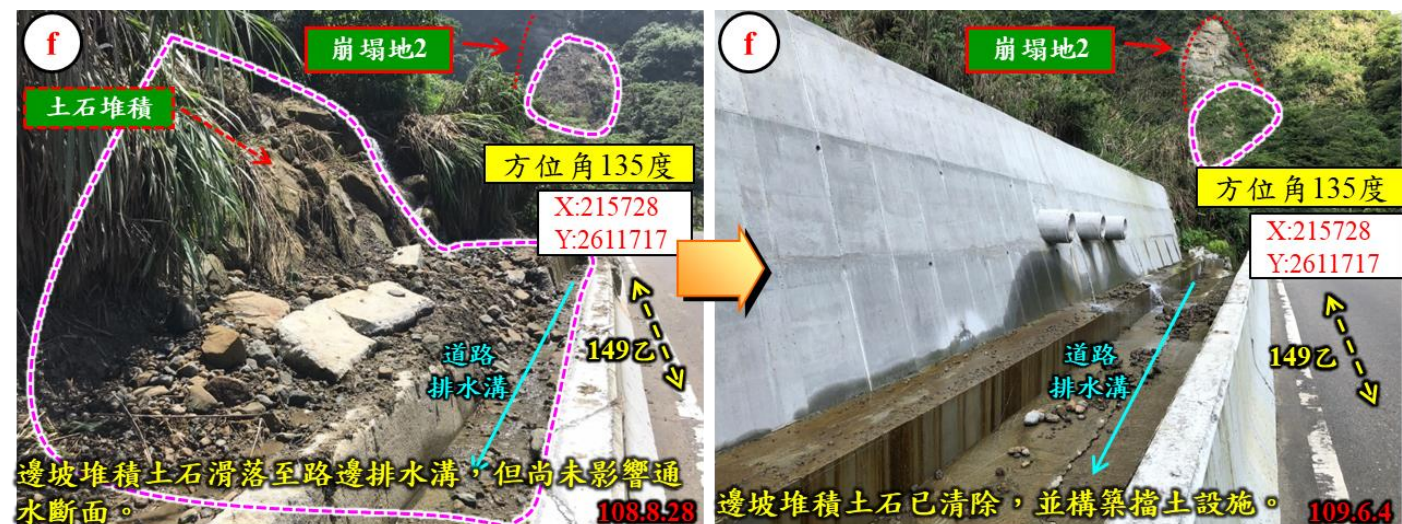 f
崩塌地2
土石堆積
方位角135度
X:215728
Y:2611717
149乙
道路
排水溝
邊坡堆積土石滑落至路邊排水溝，但尚未影響通
水斷面。
108.8.28
f
崩塌地2
方位角135度
X:215728
Y:2611717
149乙
道路
排水溝
邊坡堆積土石已清除，並構築擋土設施。
109.6.4